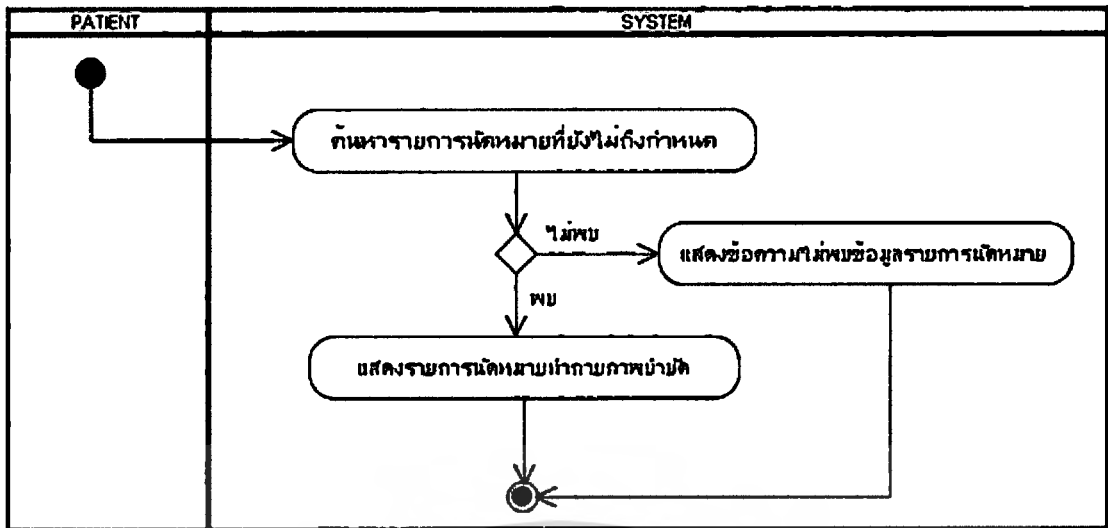 PATIENT
SYSTEM
ค้นหารายการนัดหมายที่ยังไม่ถึงกำหนด
ไม่พบ
แสดงข้อความไม่พบข้อมูลรายการนัดหมาย
พบ
แสดงรายการนัดหมายทำกายภาพบำบัด